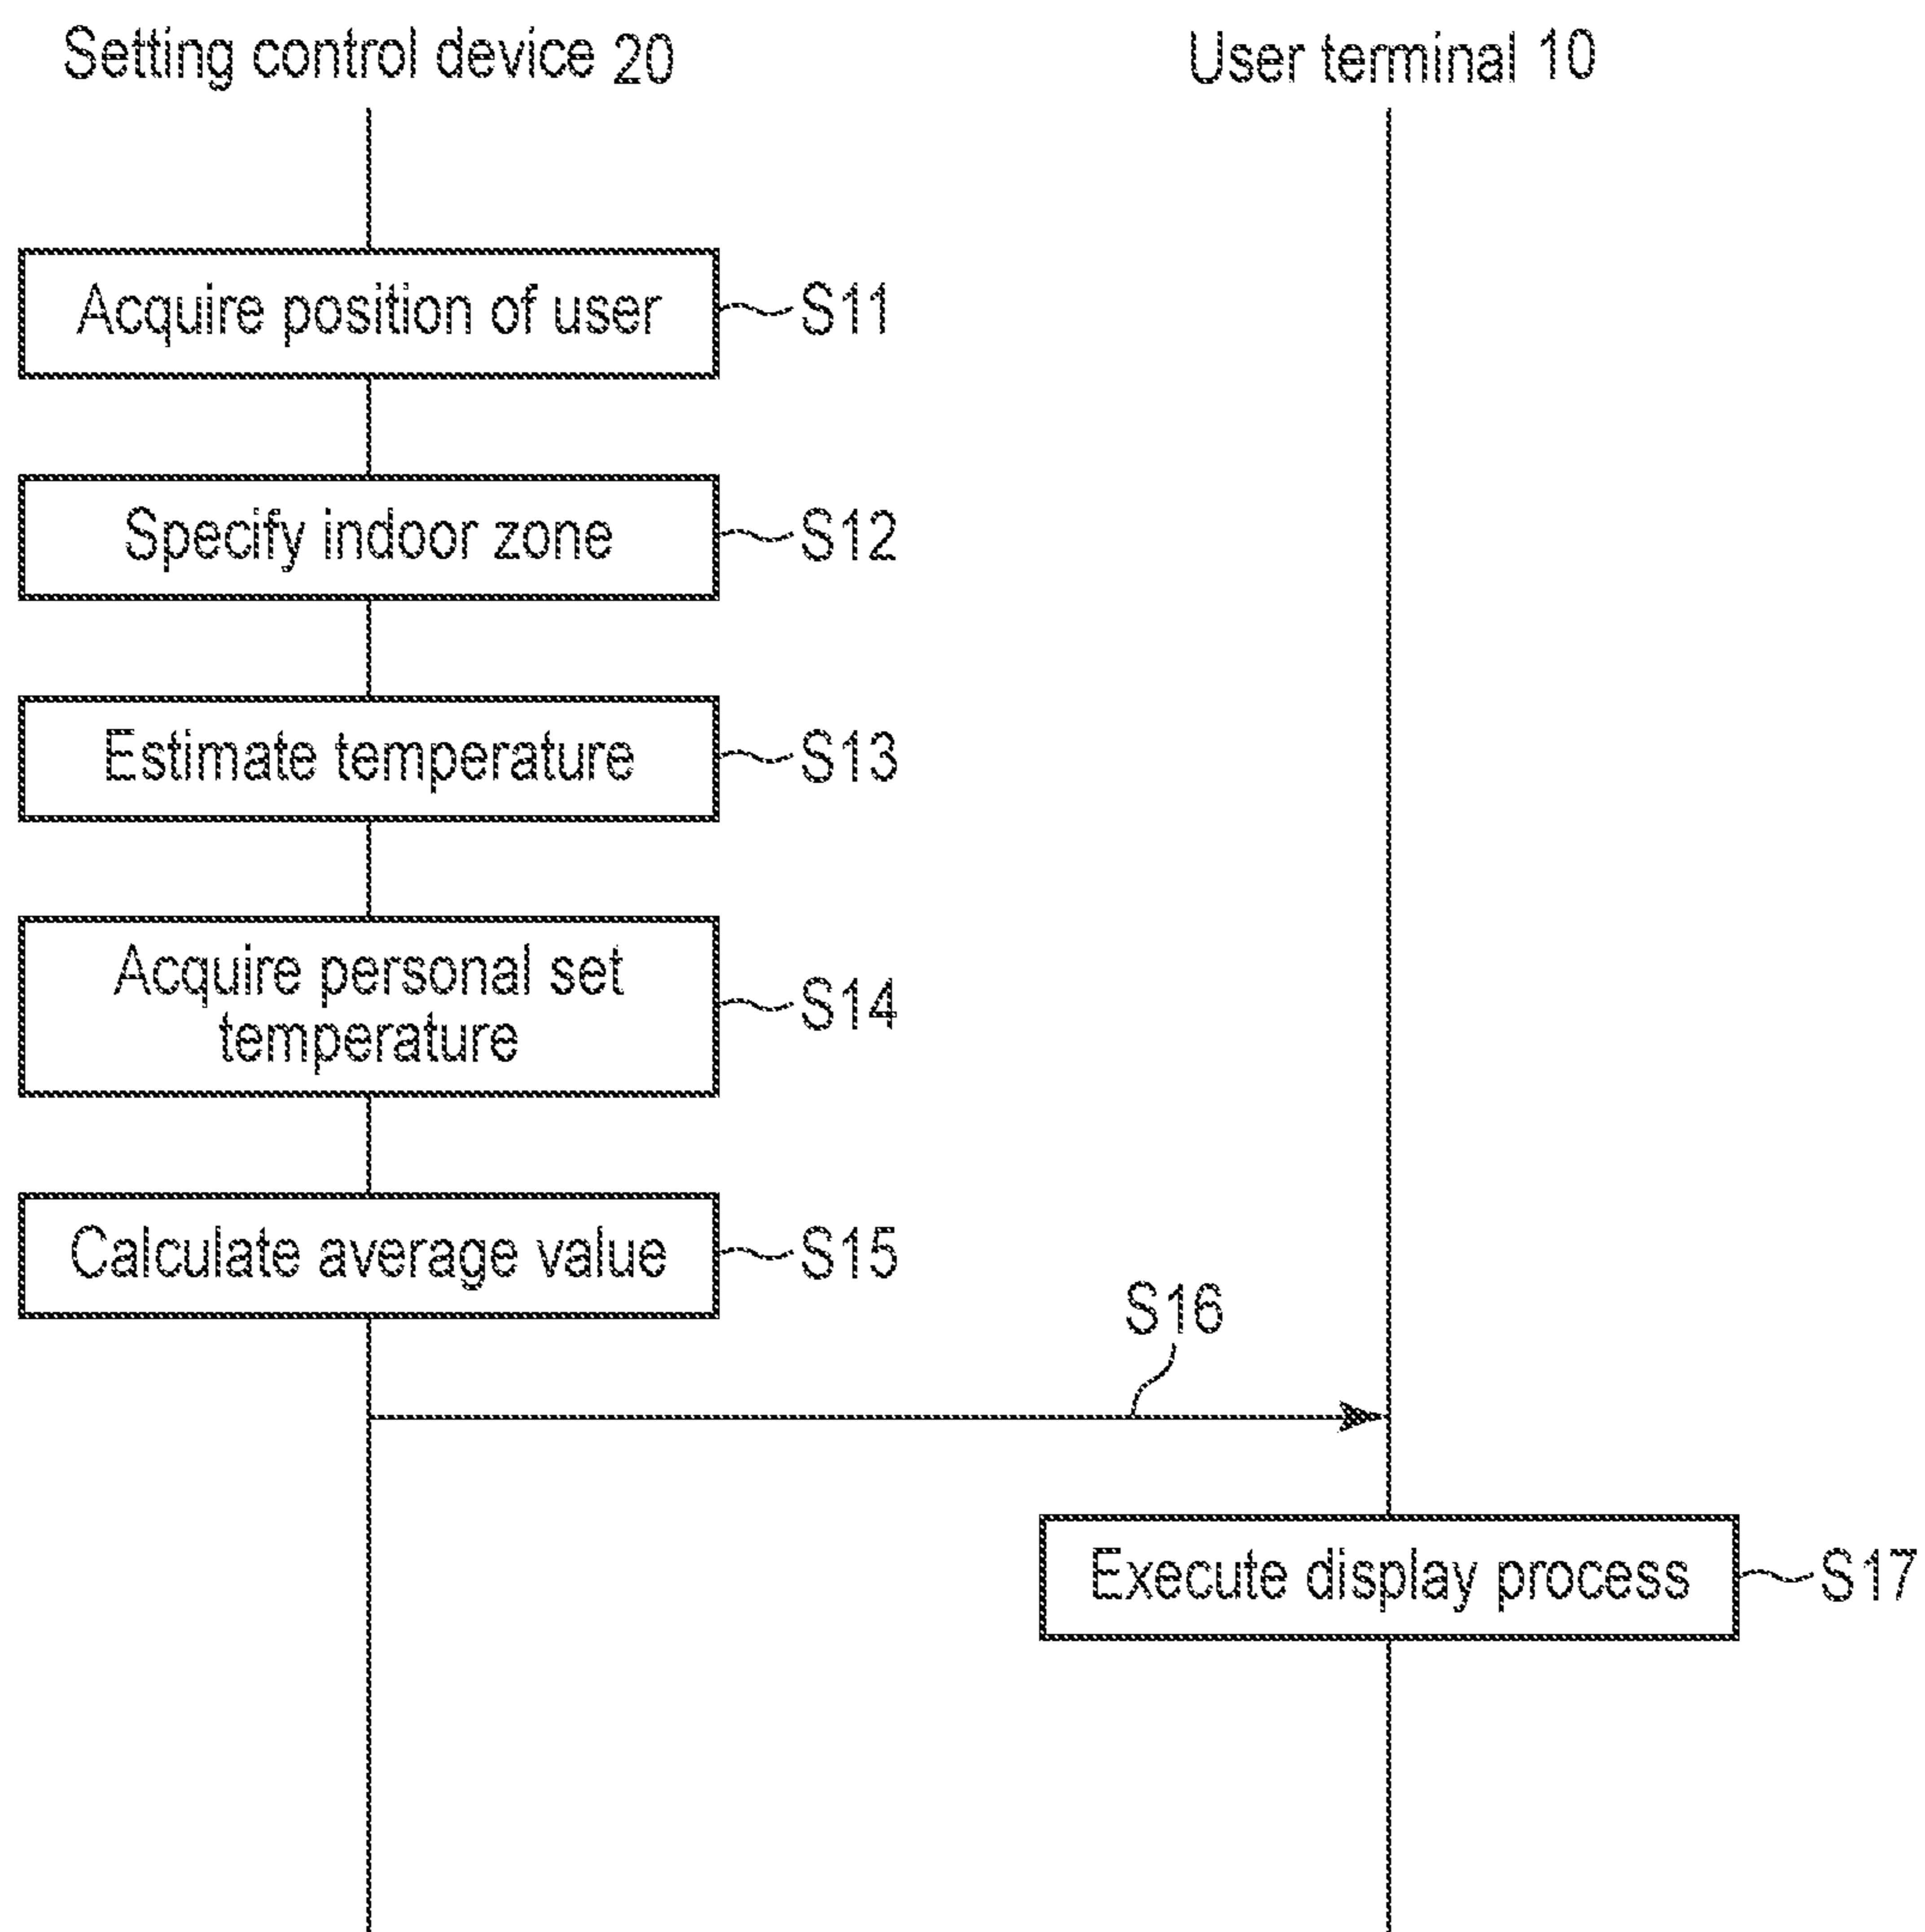 Setting control device 20
User terminal 10
Acquire position of user
S11
Specify indoor zone
S12
Estimate temperature
S13
Acquire personal set
temperature
S14
Calculate average value
S15
S16
Execute display process
S17